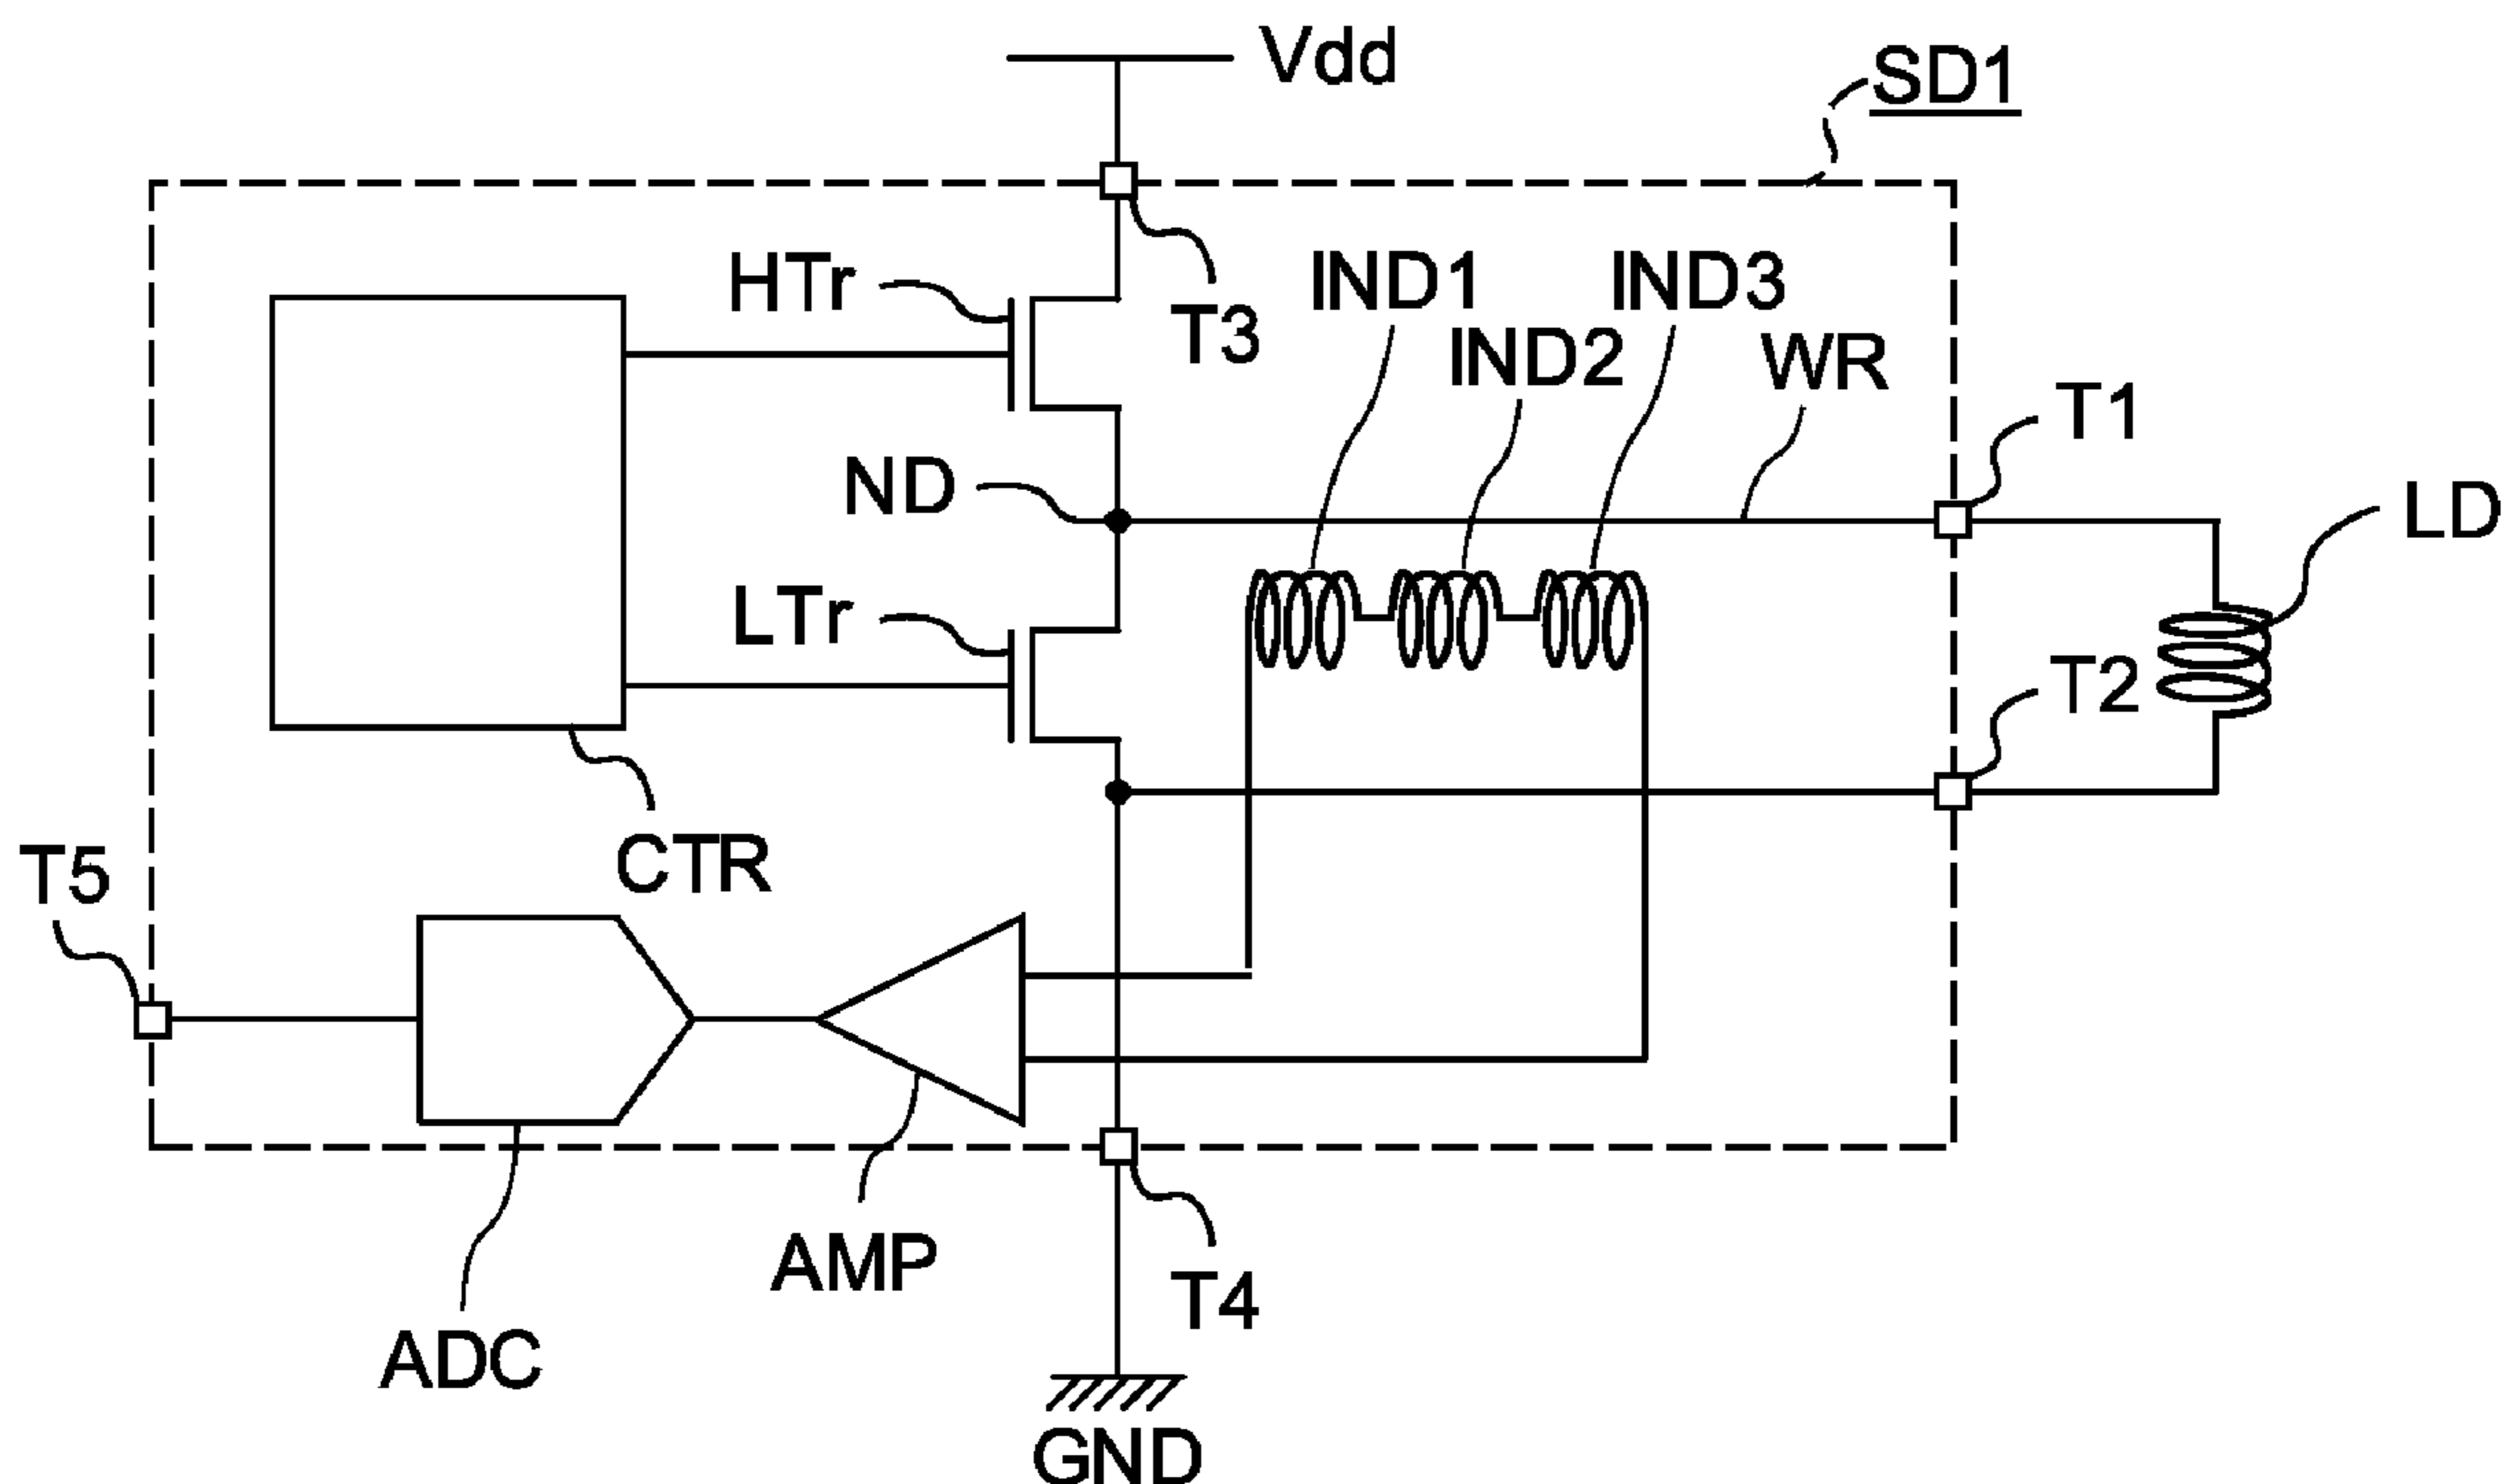 Vdd
SD1
HTr
T3
IND1
IND3
IND2
WR
T1
ND
LD
LTr
T2
CTR
T5
AMP
T4
ADC
GND